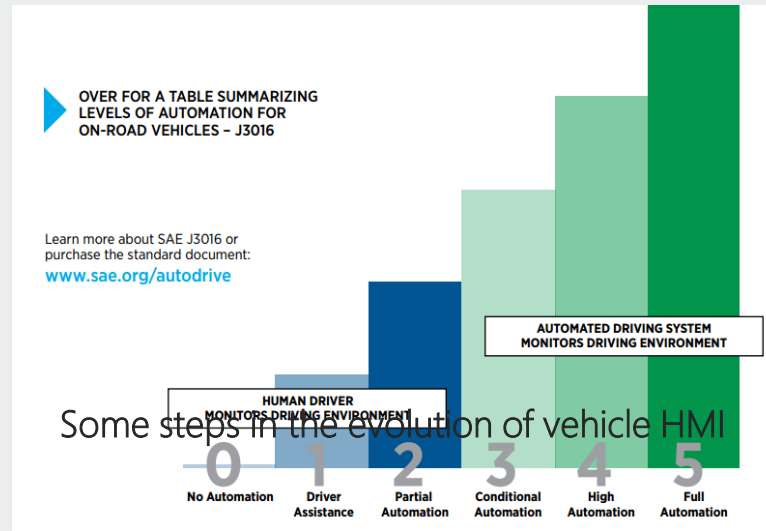 OVER FOR A TABLE SUMMARIZING
LEVELS OF AUTOMATION FOR
ON-ROAD VEHICLES – J3016
Learn more about SAE J3016 or
purchase the standard document:
www.sae.org/autodrive
AUTOMATED DRIVING SYSTEM
MONITORS DRIVING ENVIRONMENT
HUMAN DRIVER
MONITORS DRIVING ENVIRONMENT
Some steps in the evolution of vehicle HMI
0 1 2 3 4 5
No Automation Driver Partial Conditional High Full
Assistance Automation Automation Automation Automation